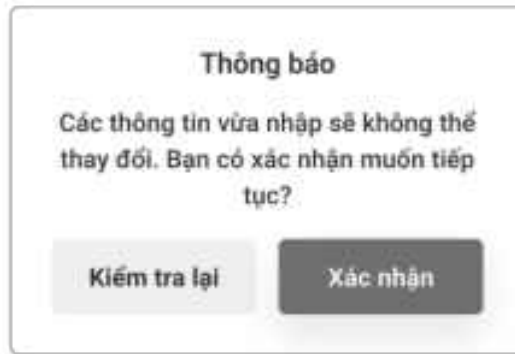 Thông báo
Các thông tin vừa nhập sẽ không thể
thay đổi. Bạn có xác nhận muốn tiếp
tục?
Kiểm tra lại
Xác nhận